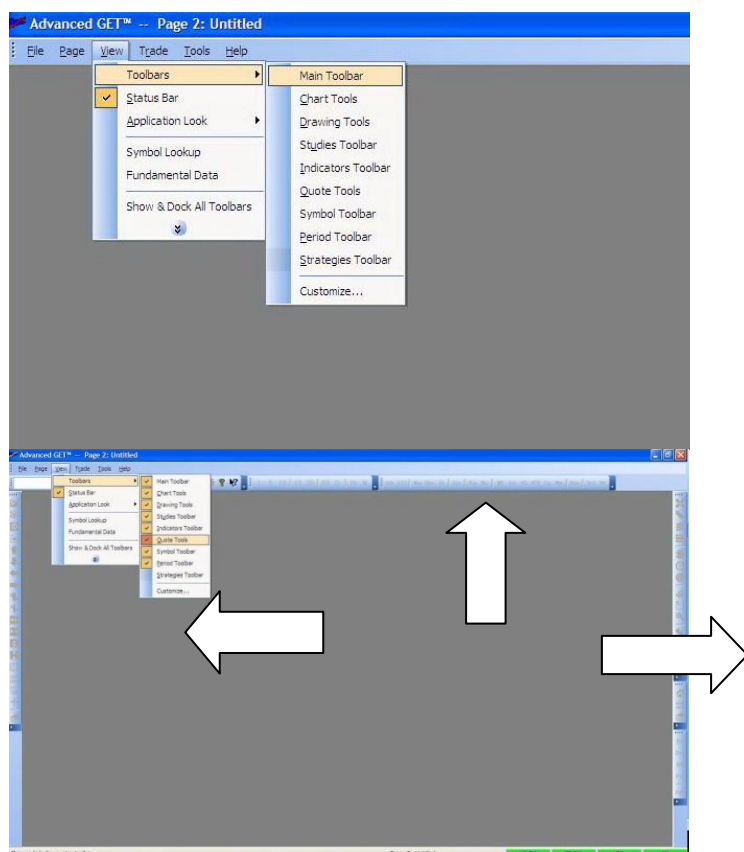 Advanced GET™ -- Page 2: Untitled
File Page View Trade Tools Help
Toolbars
Status Bar
Application Look
Symbol Lookup
Fundamental Data
Show & Dock All Toolbars
Main Toolbar
Chart Tools
Drawing Tools
Studies Toolbar
Indicators Toolbar
Quote Tools
Symbol Toolbar
Period Toolbar
Strategies Toolbar
Customize...
Advanced GET™ -- Page 2: Untitled
File Page View Trade Tools Help
Toolbars
Status Bar
Application Look
Symbol Lookup
Fundamental Data
Show & Dock All Toolbars
Main Toolbar
Chart Tools
Drawing Tools
Studies Toolbar
Indicators Toolbar
Quote Tools
Symbol Toolbar
Period Toolbar
Strategies Toolbar
Customize...